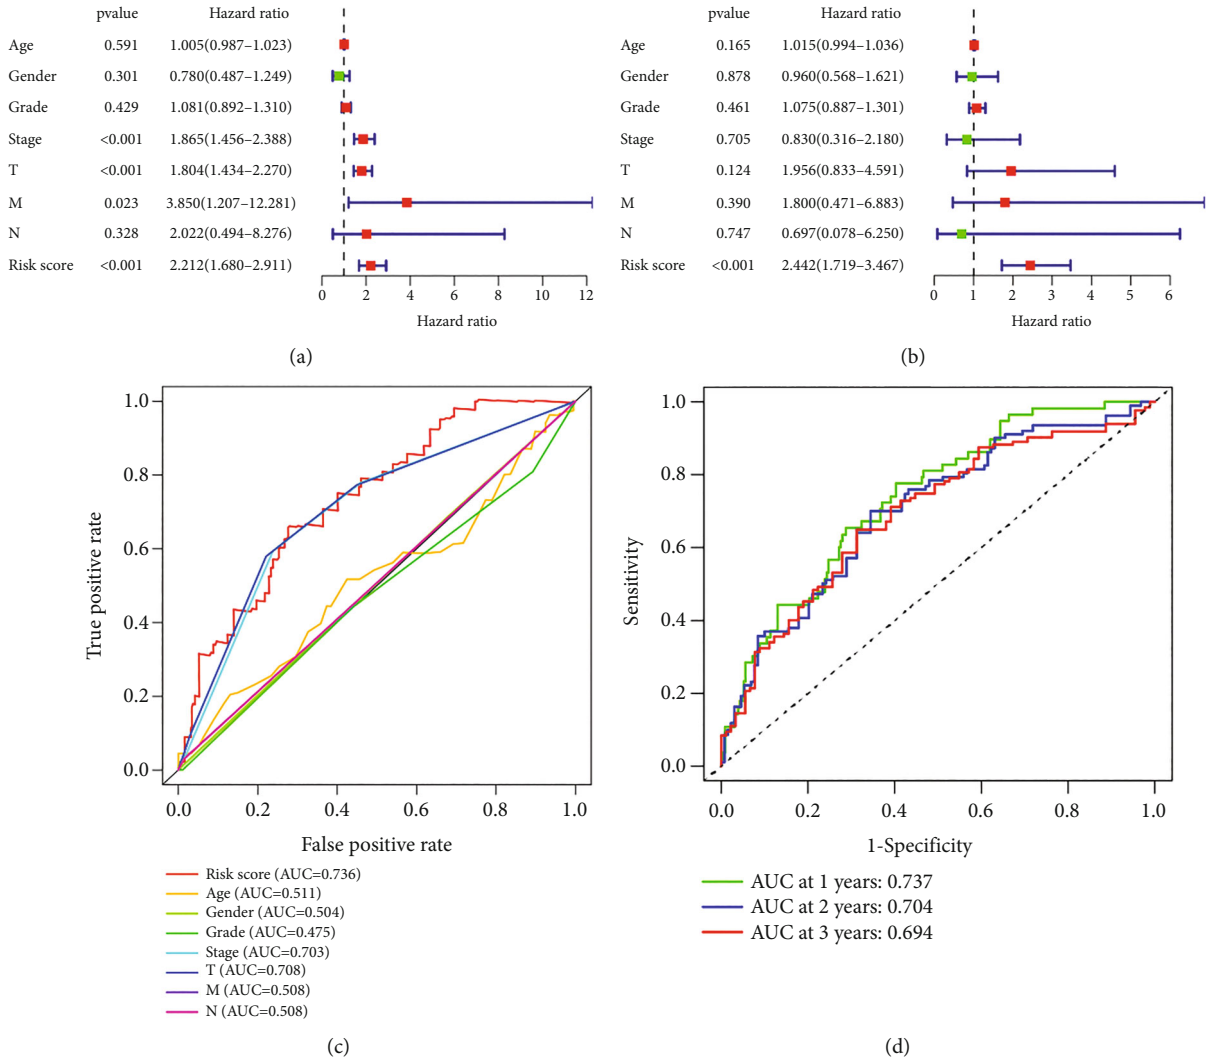 pvalue Hazard ratio
Age 0.591 1.005(0.987–1.023)
Gender 0.301 0.780(0.487–1.249)
Grade 0.429 1.081(0.892–1.310)
Stage <0.001 1.865(1.456–2.388)
T <0.001 1.804(1.434–2.270)
M 0.023 3.850(1.207–12.281)
N 0.328 2.022(0.494–8.276)
Risk score <0.001 2.212(1.680–2.911)
0 2 4 6 8 10 12
Hazard ratio
(a)
pvalue Hazard ratio
Age 0.165 1.015(0.994–1.036)
Gender 0.878 0.960(0.568–1.621)
Grade 0.461 1.075(0.887–1.301)
Stage 0.705 0.830(0.316–2.180)
T 0.124 1.956(0.833–4.591)
M 0.390 1.800(0.471–6.883)
N 0.747 0.697(0.078–6.250)
Risk score <0.001 2.442(1.719–3.467)
0 1 2 3 4 5 6
Hazard ratio
(b)
True positive rate
1.0
0.8
0.6
0.4
0.2
0.0
0.0 0.2 0.4 0.6 0.8 1.0
False positive rate
Risk score (AUC=0.736)
Age (AUC=0.511)
Gender (AUC=0.504)
Grade (AUC=0.475)
Stage (AUC=0.703)
T (AUC=0.708)
M (AUC=0.508)
N (AUC=0.508)
(c)
Sensitivity
1.0
0.8
0.6
0.4
0.2
0.0
0.0 0.2 0.4 0.6 0.8 1.0
1-Specificity
AUC at 1 years: 0.737
AUC at 2 years: 0.704
AUC at 3 years: 0.694
(d)